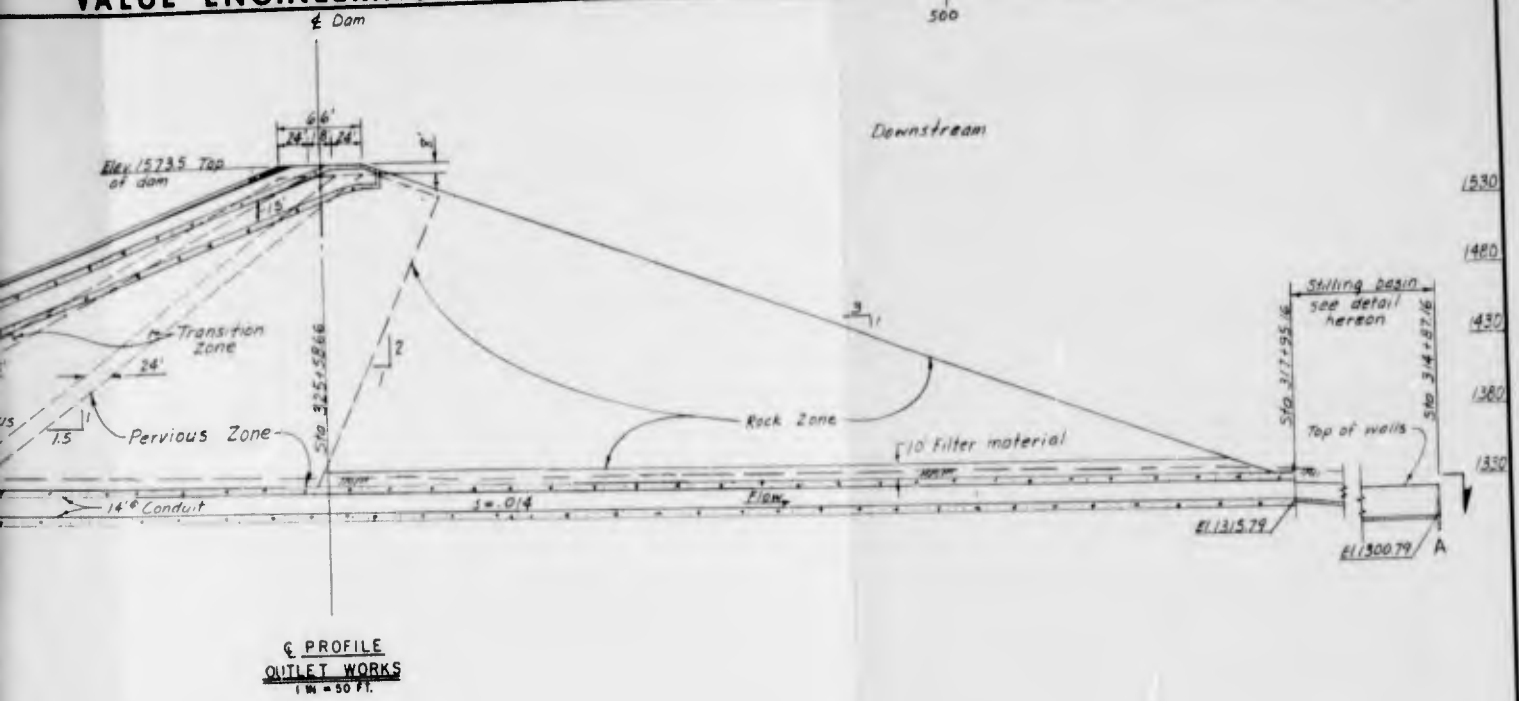 VALUE ENGINEERING
℄ Dam
500
66'
24' 18' 24'
8'
Downstream
Elev. 1573.5 Top
of dam
15'
1530
1480
1430
1380
1330
Stilling basin
see detail
hereon
Transition
Zone
24'
Sta 325+58.66
2
1
3
1
Sta 317+95.16
Sta 314+87.16
1
1.5
Pervious Zone
Rock Zone
10' Filter material
Top of walls
14'ᶲ Conduit
S=.014
Flow
El.1315.79
El.1300.79
A
℄ PROFILE
OUTLET WORKS
1 IN = 50 FT.